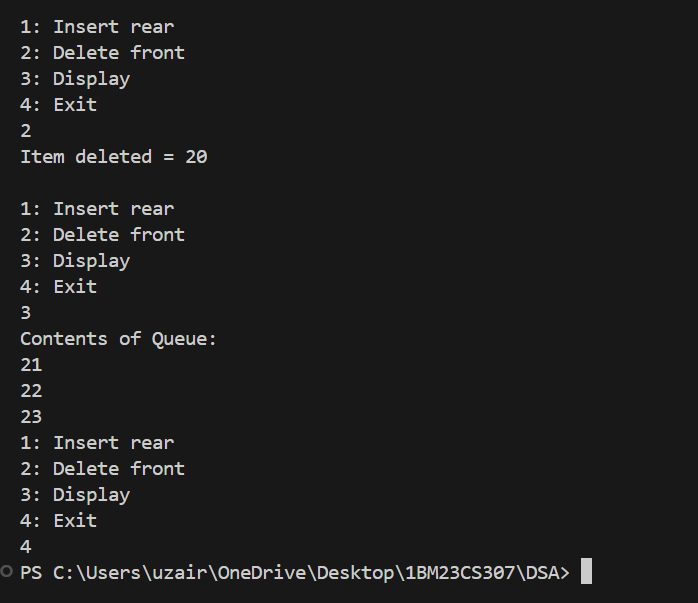 1: Insert rear
2: Delete front
3: Display
4: Exit
2
Item deleted = 20
1: Insert rear
2: Delete front
3: Display
4: Exit
3
Contents of Queue:
21
22
23
1: Insert rear
2: Delete front
3: Display
4: Exit
4
PS C:\Users\uzair\OneDrive\Desktop\1BM23CS307\DSA>